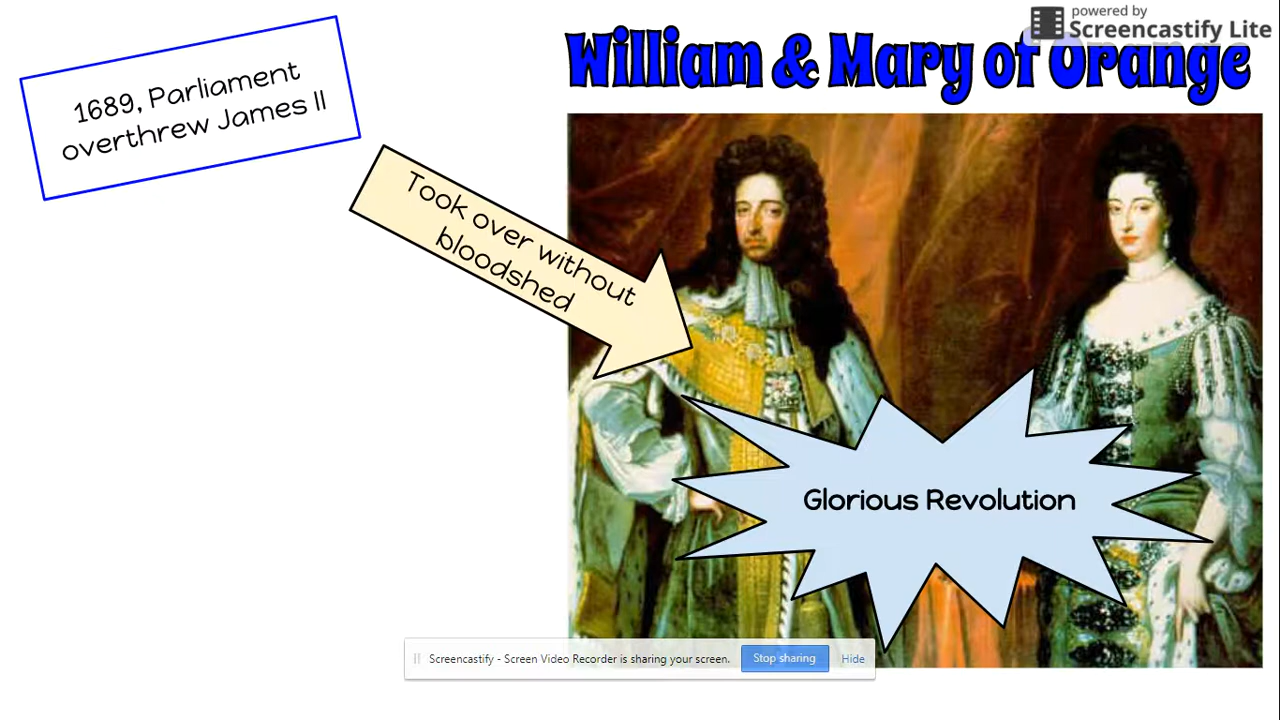 powered by
Screencastify Lite
William & Mary of Orange
1689, Parliament
overthrew James II
Took over without
bloodshed
Glorious Revolution
Screencastify - Screen Video Recorder is sharing your screen. Stop sharing Hide